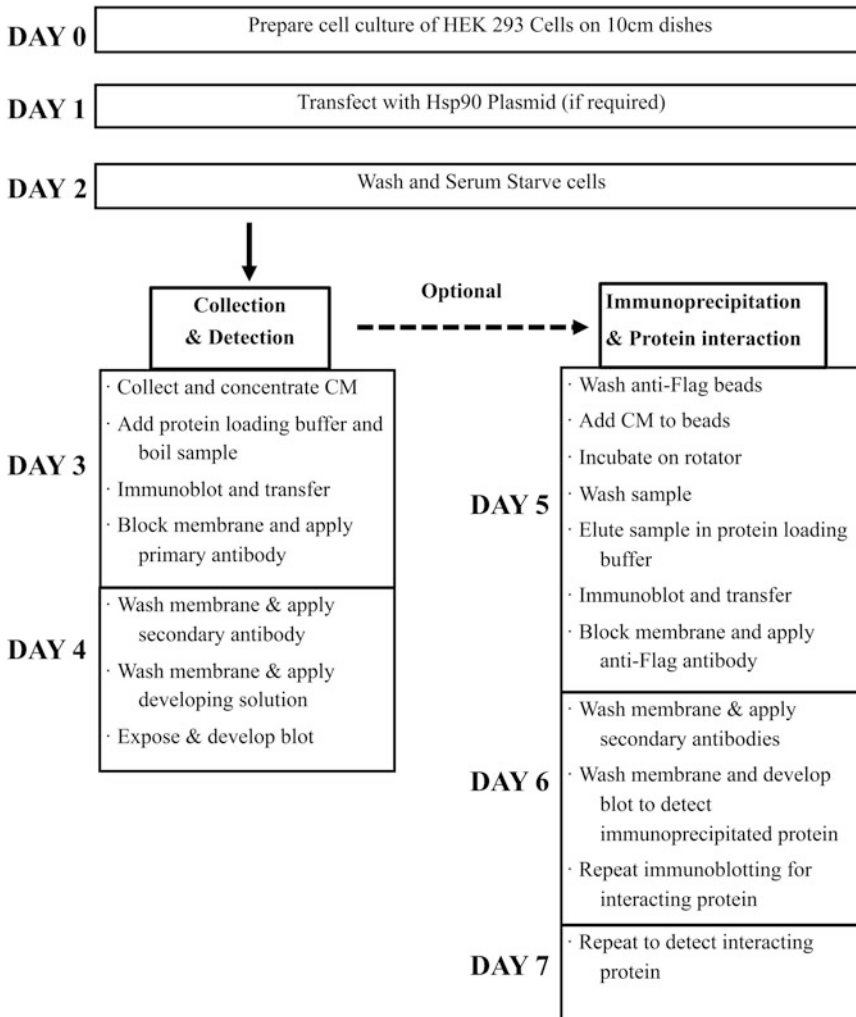 DAY 0
Prepare cell culture of HEK 293 Cells on 10cm dishes
DAY 1
Transfect with Hsp90 Plasmid (if required)
DAY 2
Wash and Serum Starve cells
Collection
& Detection
Optional
Immunoprecipitation
& Protein interaction
DAY 3
· Collect and concentrate CM
· Add protein loading buffer and
boil sample
· Immunoblot and transfer
· Block membrane and apply
primary antibody
DAY 4
· Wash membrane & apply
secondary antibody
· Wash membrane & apply
developing solution
· Expose & develop blot
DAY 5
· Wash anti-Flag beads
· Add CM to beads
· Incubate on rotator
· Wash sample
· Elute sample in protein loading
buffer
· Immunoblot and transfer
· Block membrane and apply
anti-Flag antibody
DAY 6
· Wash membrane & apply
secondary antibodies
· Wash membrane and develop
blot to detect
immunoprecipitated protein
· Repeat immunoblotting for
interacting protein
DAY 7
· Repeat to detect interacting
protein